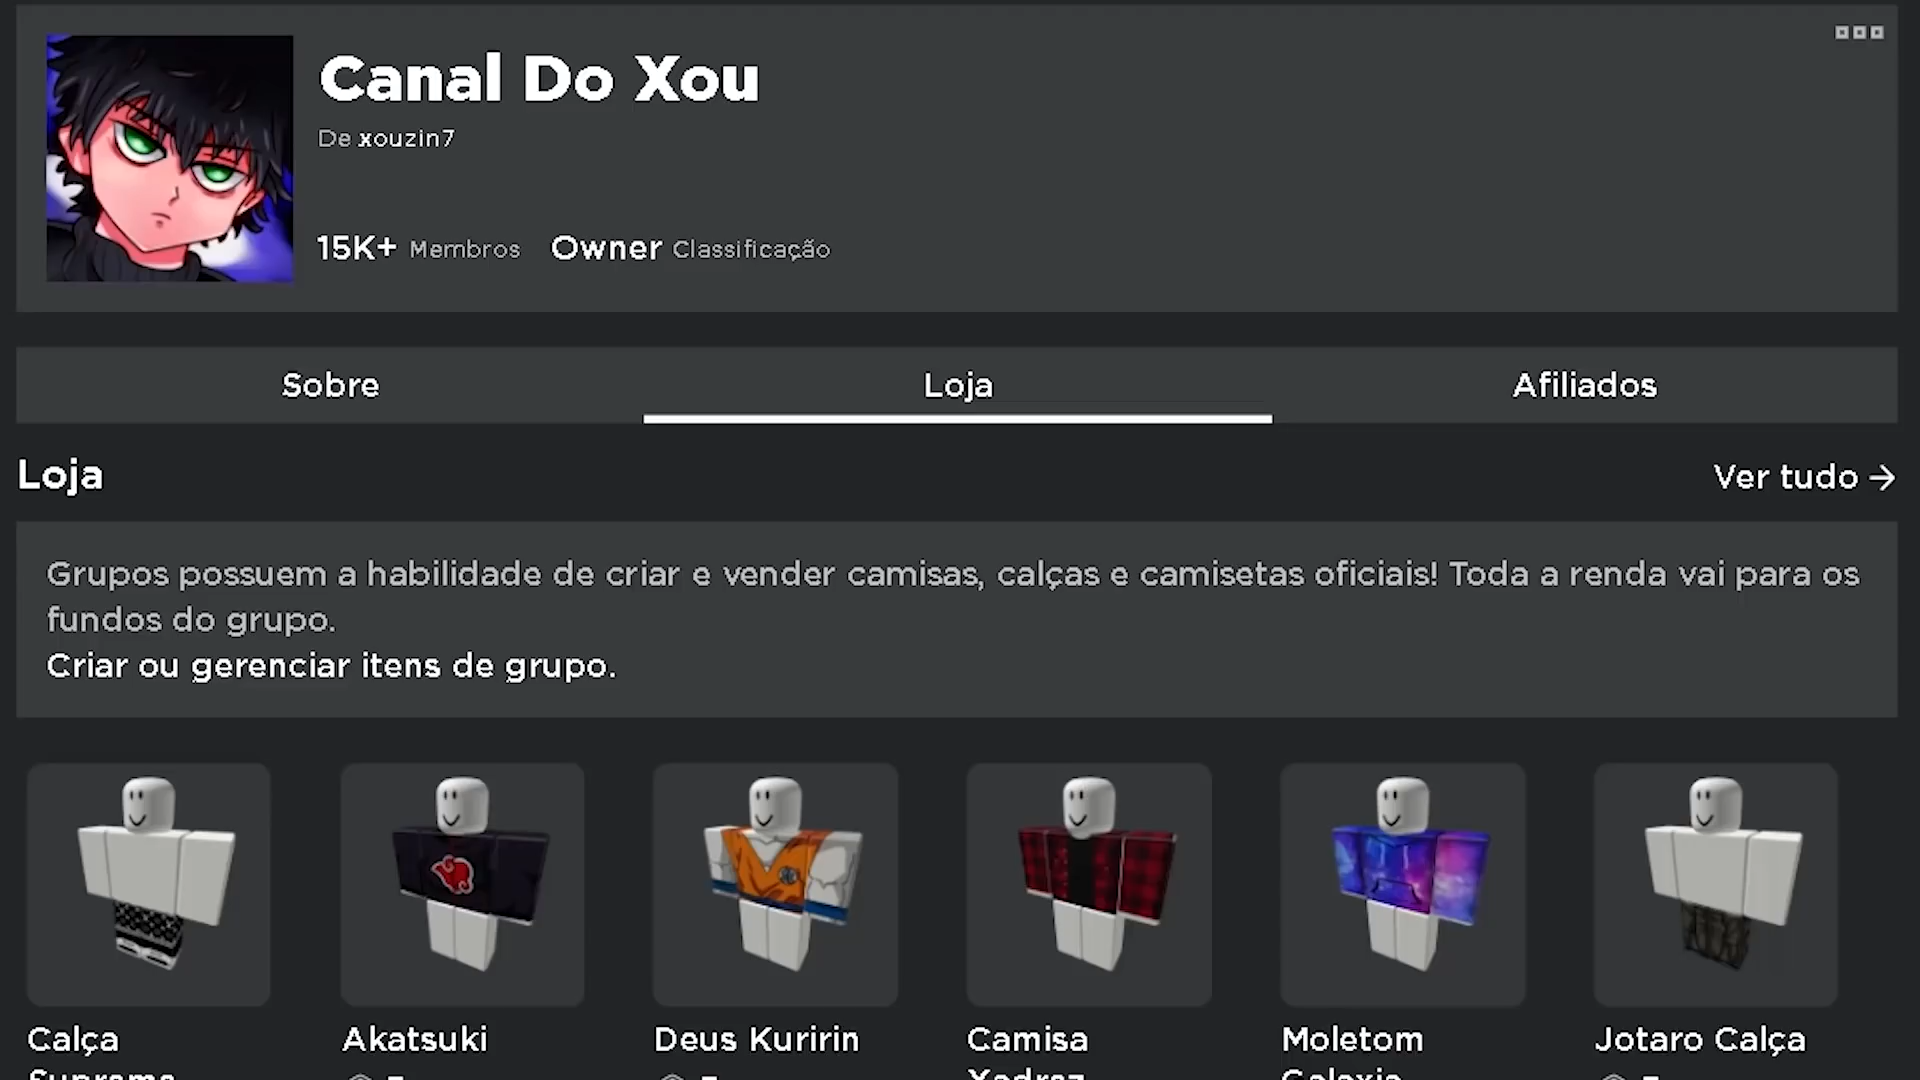 Canal Do Xou
De xouzin7
15K+ Membros Owner Classificação
Sobre Loja Afiliados
Loja Ver tudo →
Grupos possuem a habilidade de criar e vender camisas, calças e camisetas oficiais! Toda a renda vai para os
fundos do grupo.
Criar ou gerenciar itens de grupo.
Calça Akatsuki Deus Kuririn Camisa Moletom Jotaro Calça